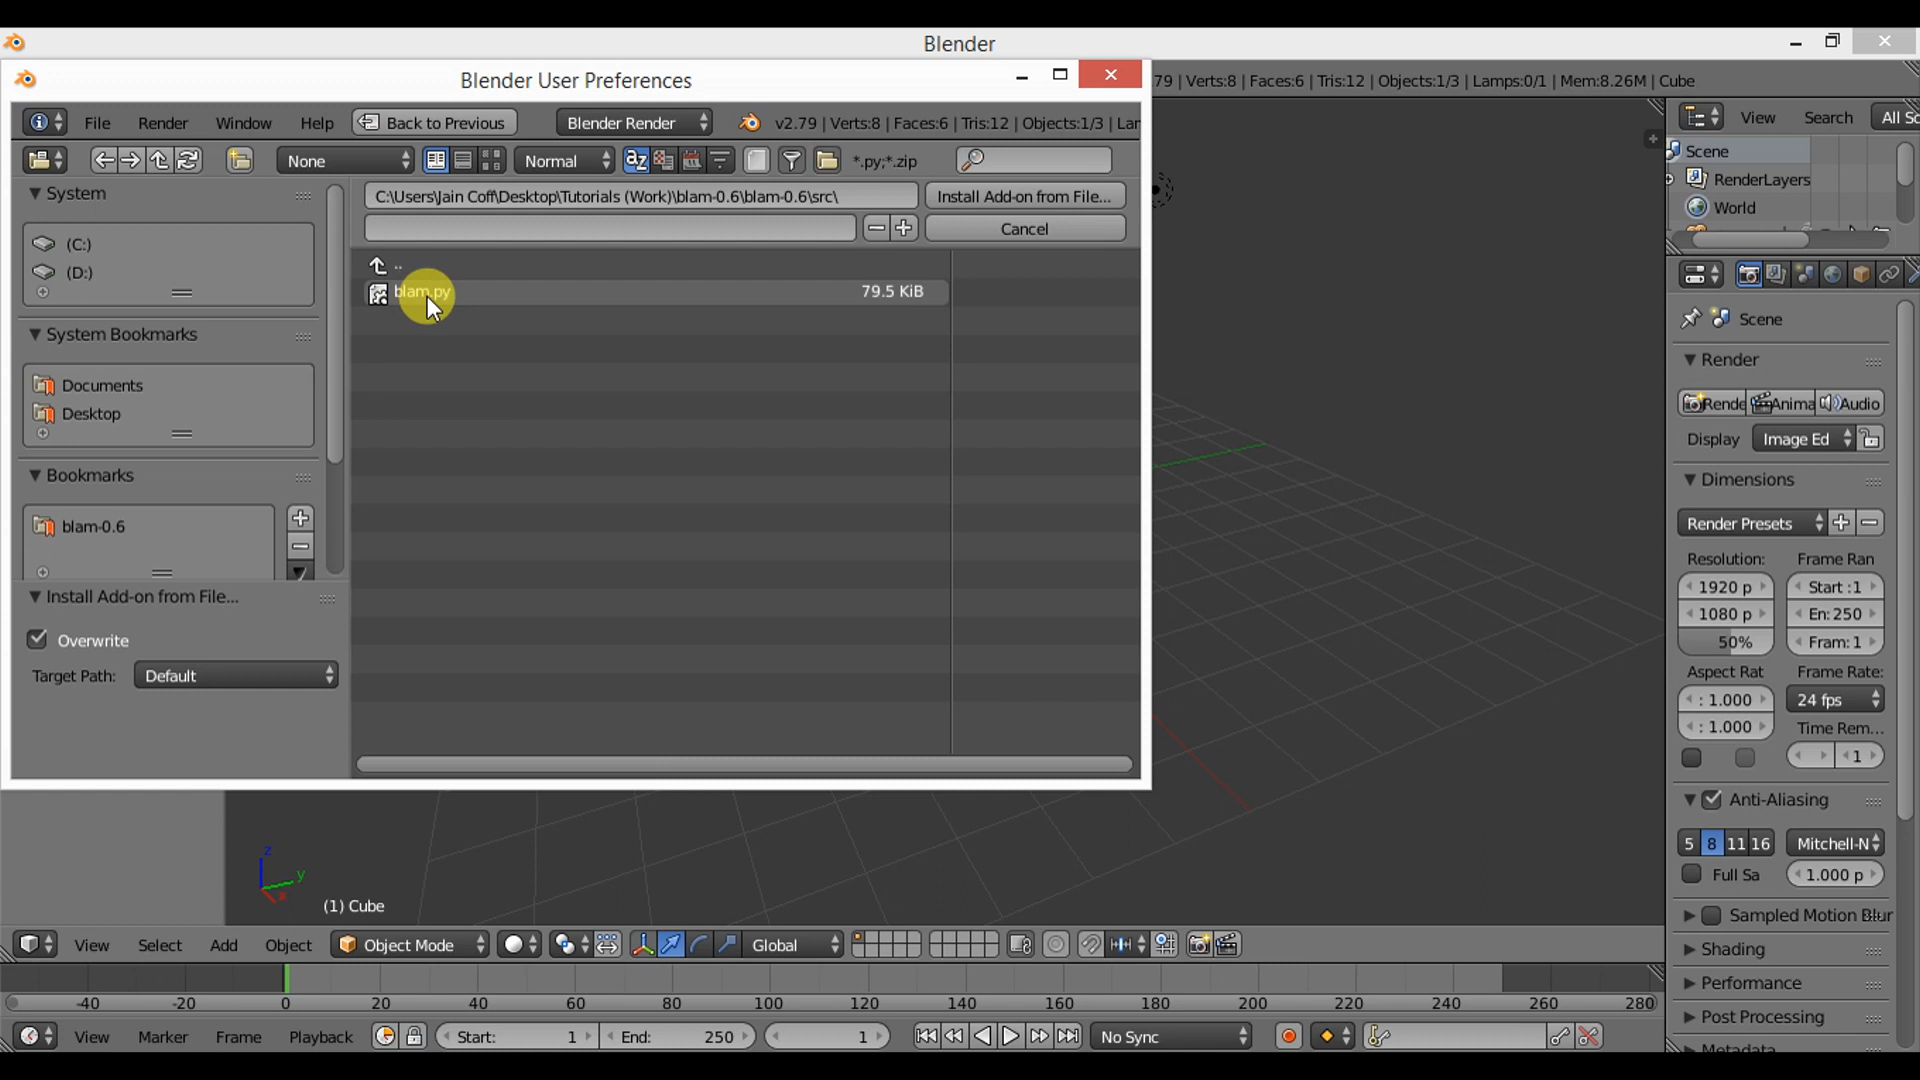 Blender
Blender User Preferences
79 | Verts:8 | Faces:6 | Tris:12 | Objects:1/3 | Lamps:0/1 | Mem:8.26M | Cube
File Render Window Help Back to Previous Blender Render v2.79 | Verts:8 | Faces:6 | Tris:12 | Objects:1/3 | Lar
View Search All Sc
None Normal *.py;*.zip
Scene
RenderLayers
World
System
C:\Users\Jain Coff\Desktop\Tutorials (Work)\blam-0.6\blam-0.6\src\ Install Add-on from File...
Cancel
(C:)
(D:)
..
blam.py 79.5 KiB
System Bookmarks
Documents
Desktop
Bookmarks
blam-0.6
Install Add-on from File...
Overwrite
Target Path: Default
Scene
Render
Rende Anima Audio
Display Image Ed
Dimensions
Render Presets
Resolution: Frame Ran
1920 p Start :1
1080 p En: 250
50% Fram: 1
Aspect Rat Frame Rate:
: 1.000 24 fps
: 1.000 Time Rem...
1
Anti-Aliasing
5 8 11 16 Mitchell-N
Full Sa 1.000 p
Sampled Motion Blur
Shading
Performance
Post Processing
Metadata
z
y
x
(1) Cube
View Select Add Object Object Mode Global
-40 -20 0 20 40 60 80 100 120 140 160 180 200 220 240 260 280
View Marker Frame Playback Start: 1 End: 250 1 No Sync